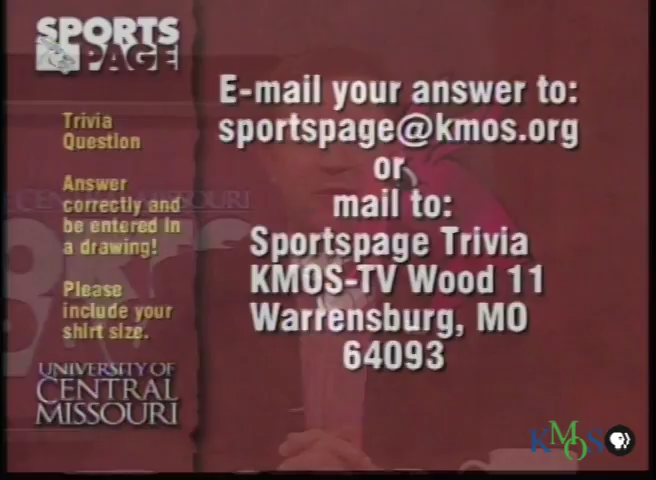 SPORTS
PAGE
Trivia
Question
Answer
correctly and
be entered in
a drawing!
Please
include your
shirt size.
UNIVERSITY OF
CENTRAL
MISSOURI
E-mail your answer to:
sportspage@kmos.org
or
mail to:
Sportspage Trivia
KMOS-TV Wood 11
Warrensburg, MO
64093
CENTRAL MISSOURI
KMOS